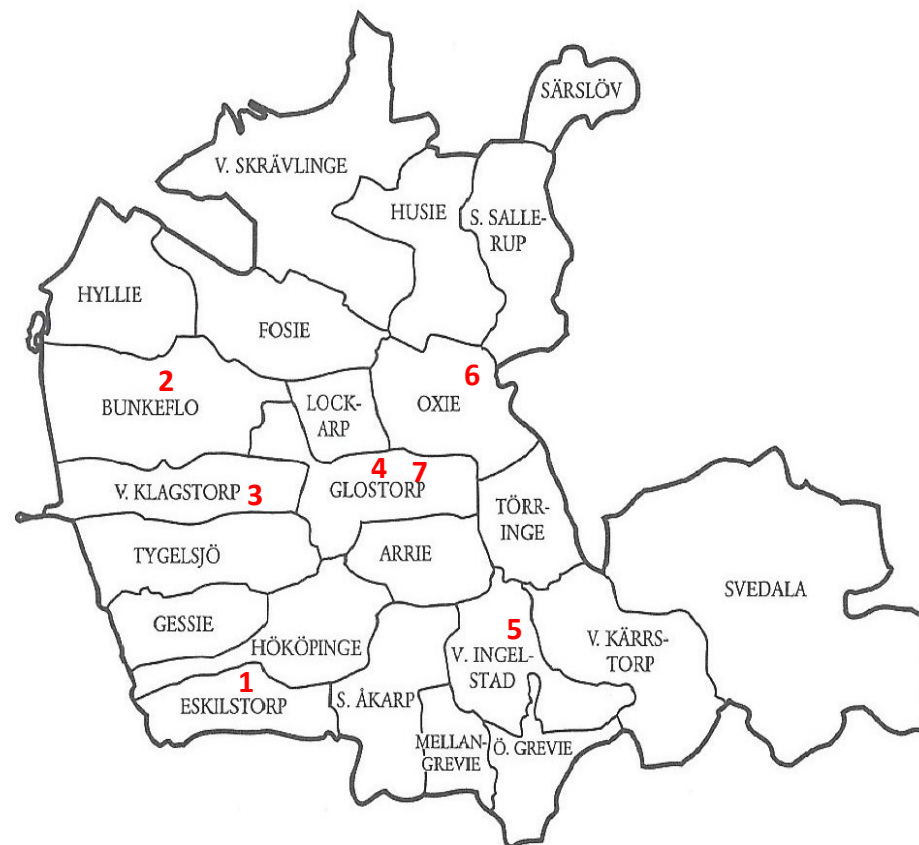 SÄRSLÖV
V. SKRÄVLINGE
HUSIE
S. SALLE-
RUP
HYLLIE
FOSIE
2
BUNKEFLO
LOCK-
ARP
6
OXIE
V. KLAGSTORP
3
4
7
GLOSTORP
TÖRR-
INGE
TYGELSJÖ
ARRIE
SVEDALA
GESSIE
HÖKÖPINGE
5
V. INGEL-
STAD
V. KÄRRS-
TORP
1
ESKILSTORP
S. ÅKARP
MELLAN-
GREVIE
Ö. GREVIE